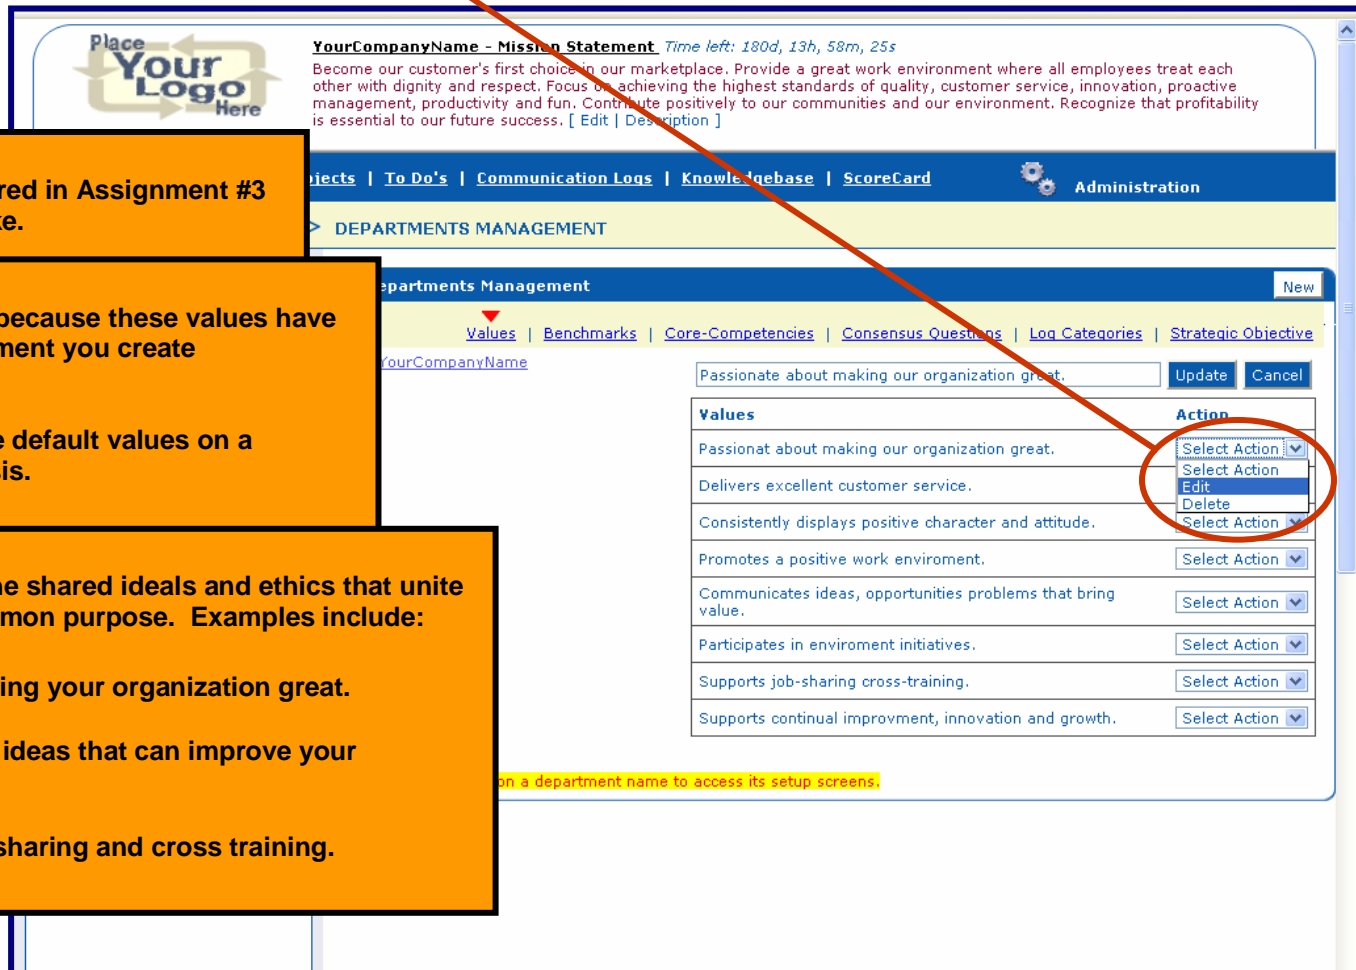 Place
Your
Logo
Here
YourCompanyName - Mission Statement Time left: 180d, 13h, 58m, 25s
Become our customer's first choice in our marketplace. Provide a great work environment where all employees treat each
other with dignity and respect. Focus on achieving the highest standards of quality, customer service, innovation, proactive
management, productivity and fun. Contribute positively to our communities and our environment. Recognize that profitability
is essential to our future success. [ Edit | Description ]
jects | To Do's | Communication Logs | Knowledgebase | ScoreCard
Administration
> DEPARTMENTS MANAGEMENT
red in Assignment #3
ke.
epartments Management
New
Values | Benchmarks | Core-Competencies | Consensus Questions | Log Categories | Strategic Objective
YourCompanyName
Passionate about making our organization great.
Update
Cancel
Values
Action
Passionat about making our organization great.
Select Action
Select Action
Edit
Delete
Delivers excellent customer service.
Consistently displays positive character and attitude.
Select Action
Promotes a positive work enviroment.
Select Action
Communicates ideas, opportunities problems that bring
value.
Select Action
Participates in enviroment initiatives.
Select Action
Supports job-sharing cross-training.
Select Action
Supports continual improvment, innovation and growth.
Select Action
on a department name to access its setup screens.
because these values have
ment you create
e default values on a
is.
he shared ideals and ethics that unite
mon purpose. Examples include:
ing your organization great.
ideas that can improve your
sharing and cross training.